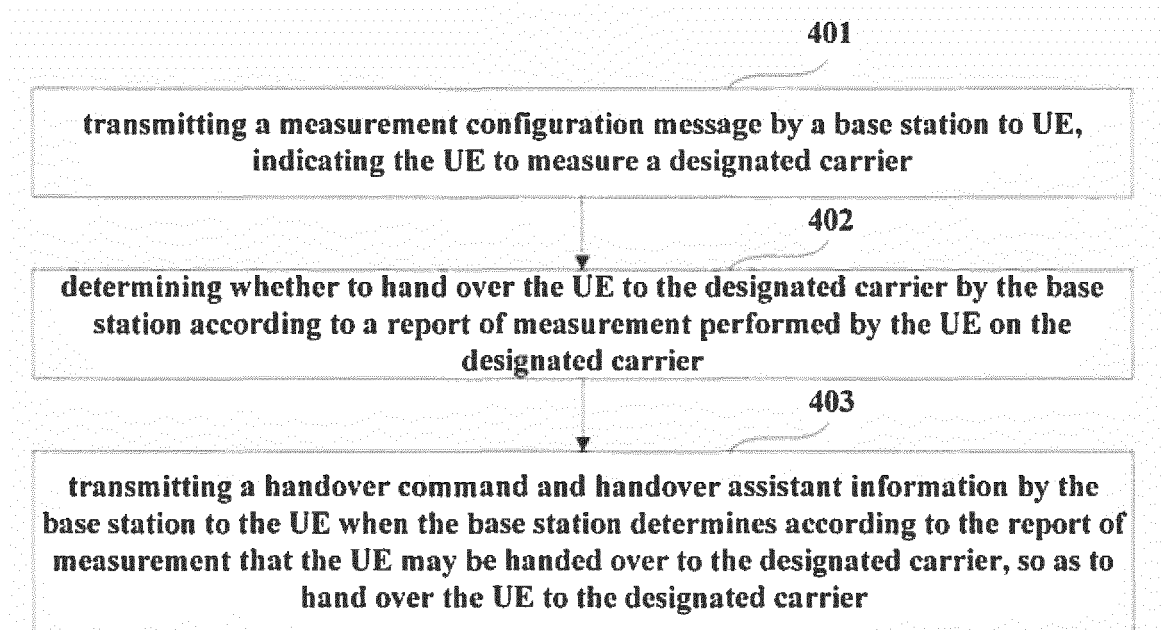 401
transmitting a measurement configuration message by a base station to UE,
indicating the UE to measure a designated carrier
402
determining whether to hand over the UE to the designated carrier by the base
station according to a report of measurement performed by the UE on the
designated carrier
403
transmitting a handover command and handover assistant information by the
base station to the UE when the base station determines according to the report of
measurement that the UE may be handed over to the designated carrier, so as to
hand over the UE to the designated carrier